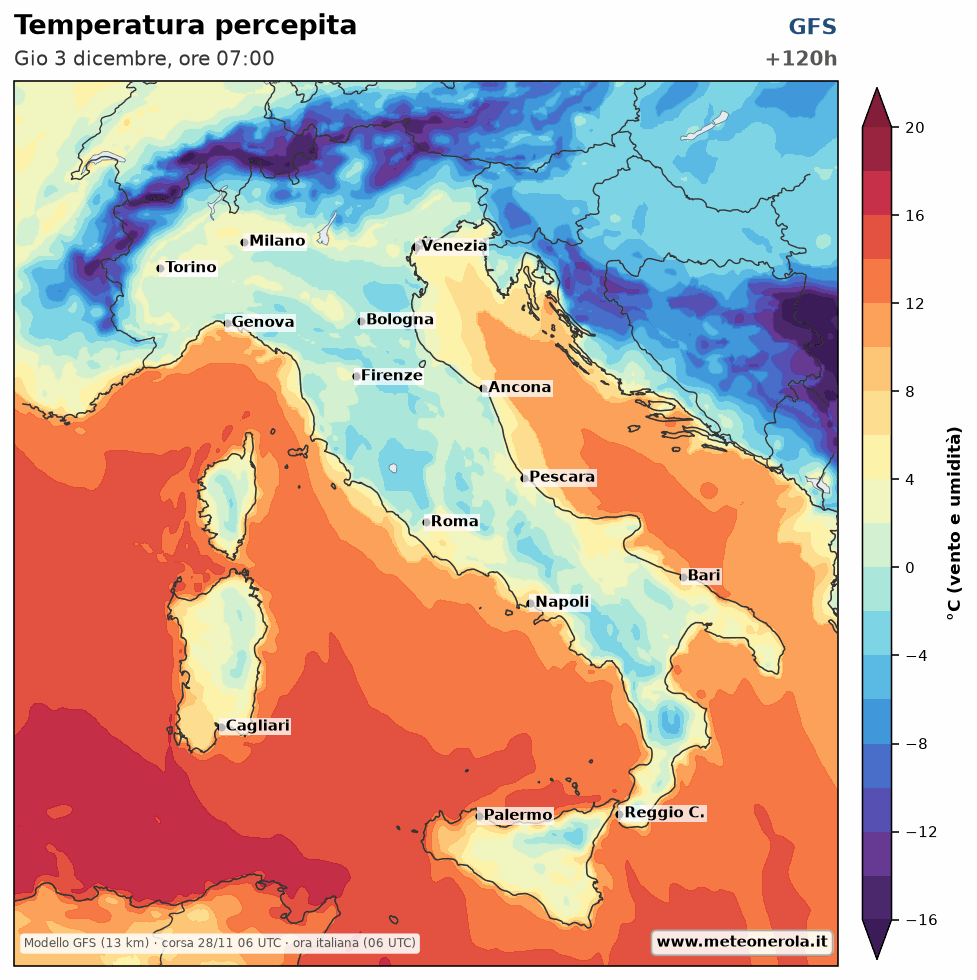 Temperatura percepita
GFS
Gio 3 dicembre, ore 07:00
+120h
Milano
Venezia
Torino
Genova
Bologna
Firenze
Ancona
Pescara
Roma
Bari
Napoli
Cagliari
Palermo
Reggio C.
20
16
12
8
4
0
−4
−8
−12
−16
°C (vento e umidità)
Modello GFS (13 km) · corsa 28/11 06 UTC · ora italiana (06 UTC)
www.meteonerola.it